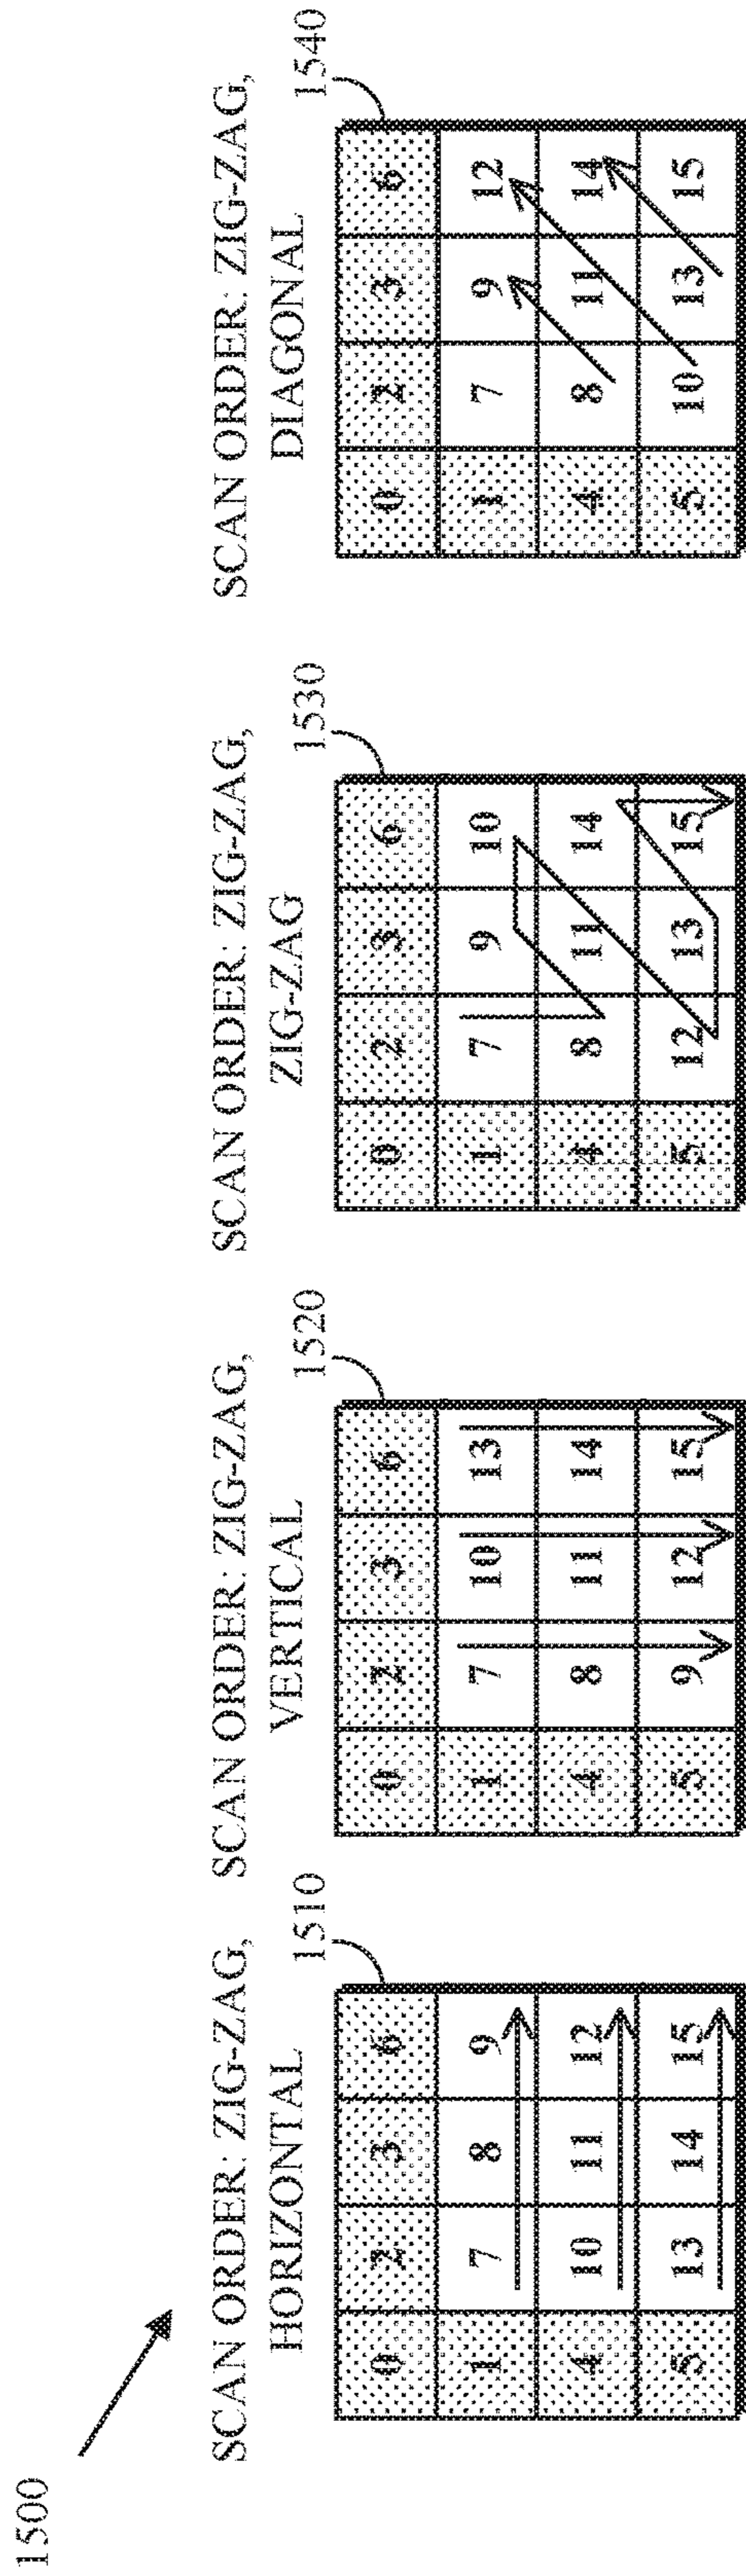 1500
SCAN ORDER: ZIG-ZAG,
HORIZONTAL
1510
0 2 3 6
1 7 8 9
4 10 11 12
5 13 14 15
SCAN ORDER: ZIG-ZAG,
VERTICAL
1520
0 2 3 6
1 7 10 13
4 8 11 14
5 9 12 15
SCAN ORDER: ZIG-ZAG,
ZIG-ZAG
1530
0 2 3 6
1 7 9 10
4 8 11 14
5 12 13 15
SCAN ORDER: ZIG-ZAG,
DIAGONAL
1540
0 2 3 6
1 7 9 12
4 8 11 14
5 10 13 15